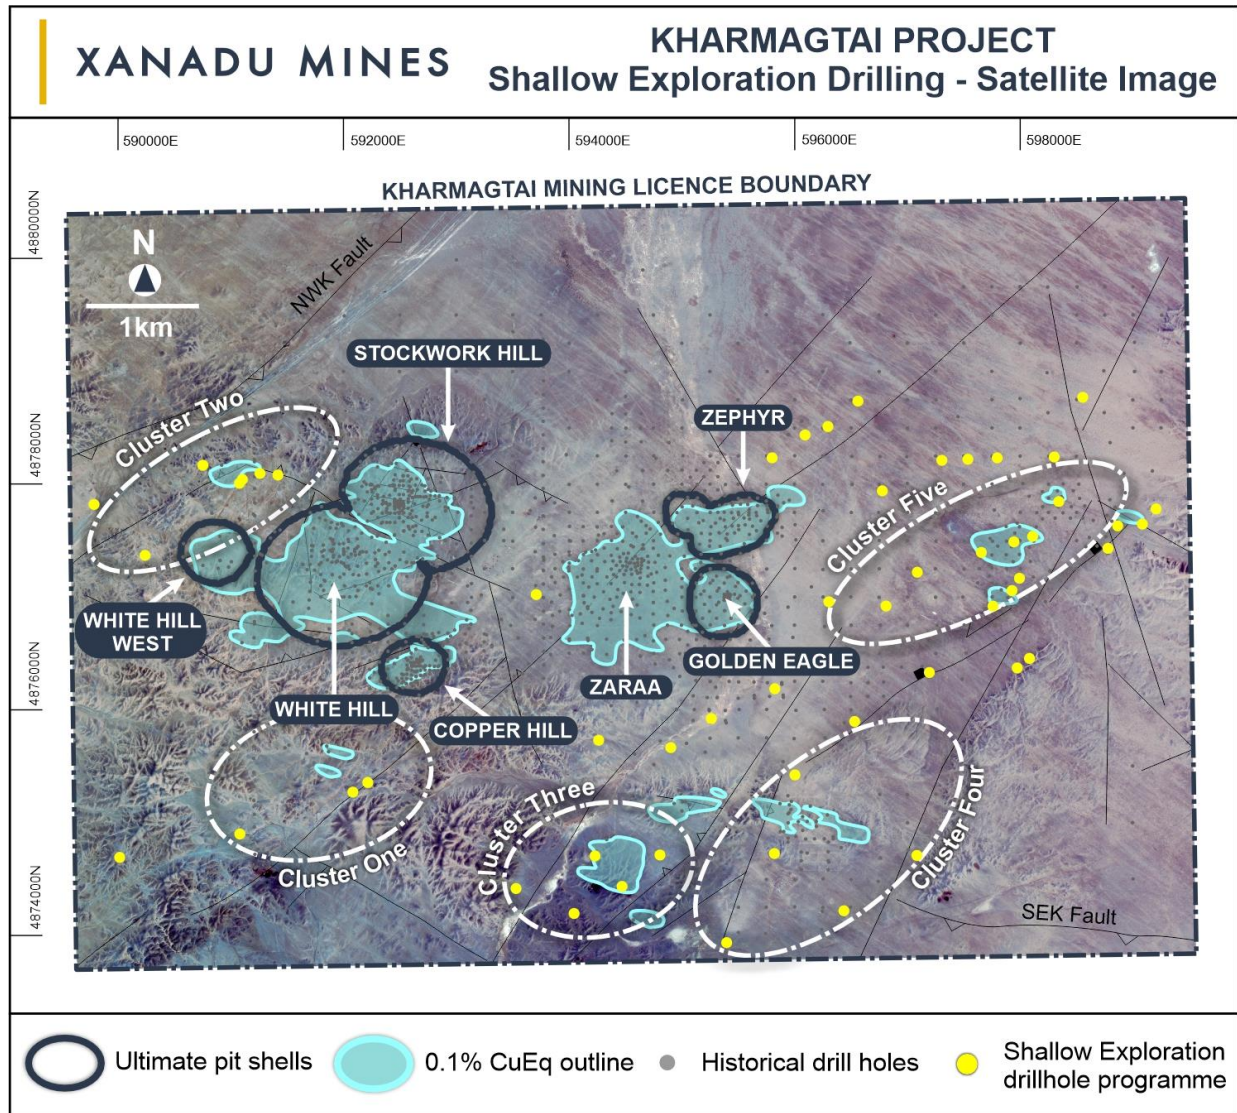 XANADU MINES
KHARMAGTAI PROJECT
Shallow Exploration Drilling - Satellite Image
590000E
592000E
594000E
596000E
598000E
KHARMAGTAI MINING LICENCE BOUNDARY
4880000N
4878000N
4876000N
4874000N
N
1km
NWK Fault
STOCKWORK HILL
Cluster Two
ZEPHYR
Cluster Five
WHITE HILL
WEST
GOLDEN EAGLE
ZARAA
WHITE HILL
COPPER HILL
Cluster Three
Cluster Four
Cluster One
SEK Fault
Ultimate pit shells
0.1% CuEq outline
Historical drill holes
Shallow Exploration
drillhole programme